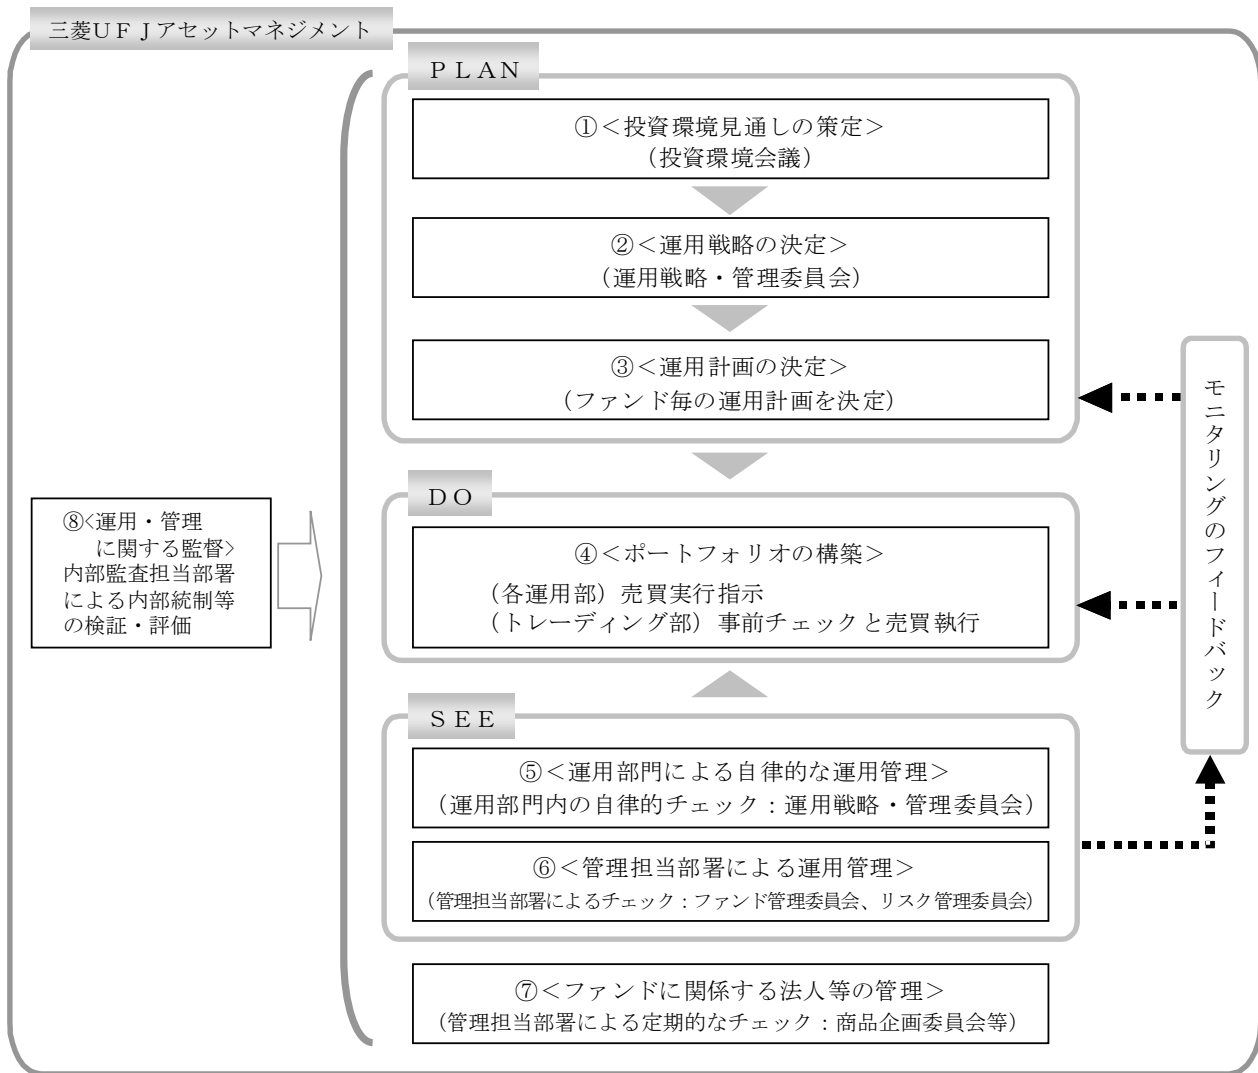 三菱ＵＦＪアセットマネジメント
ＰＬＡＮ
①＜投資環境見通しの策定＞
（投資環境会議）
②＜運用戦略の決定＞
（運用戦略・管理委員会）
③＜運用計画の決定＞
（ファンド毎の運用計画を決定）
ＤＯ
④＜ポートフォリオの構築＞
（各運用部）売買実行指示
（トレーディング部）事前チェックと売買執行
ＳＥＥ
⑤＜運用部門による自律的な運用管理＞
（運用部門内の自律的チェック：運用戦略・管理委員会）
⑥＜管理担当部署による運用管理＞
（管理担当部署によるチェック：ファンド管理委員会、リスク管理委員会）
⑦＜ファンドに関係する法人等の管理＞
（管理担当部署による定期的なチェック：商品企画委員会等）
⑧<運用・管理
に関する監督>
内部監査担当部署
による内部統制等
の検証・評価
モニタリングのフィードバック